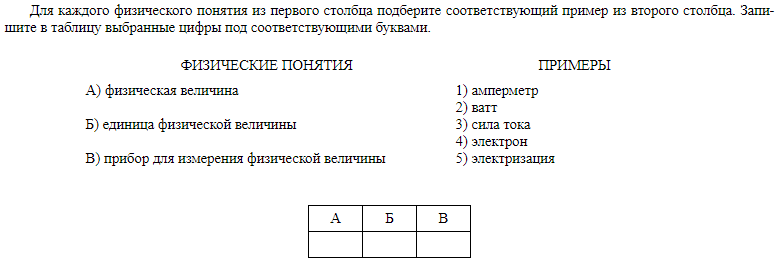 Для каждого физического понятия из первого столбца подберите соответствующий пример из второго столбца. Запи-
шите в таблицу выбранные цифры под соответствующими буквами.
ФИЗИЧЕСКИЕ ПОНЯТИЯ ПРИМЕРЫ
А) физическая величина 1) амперметр
2) ватт
Б) единица физической величины 3) сила тока
4) электрон
В) прибор для измерения физической величины 5) электризация
А Б В